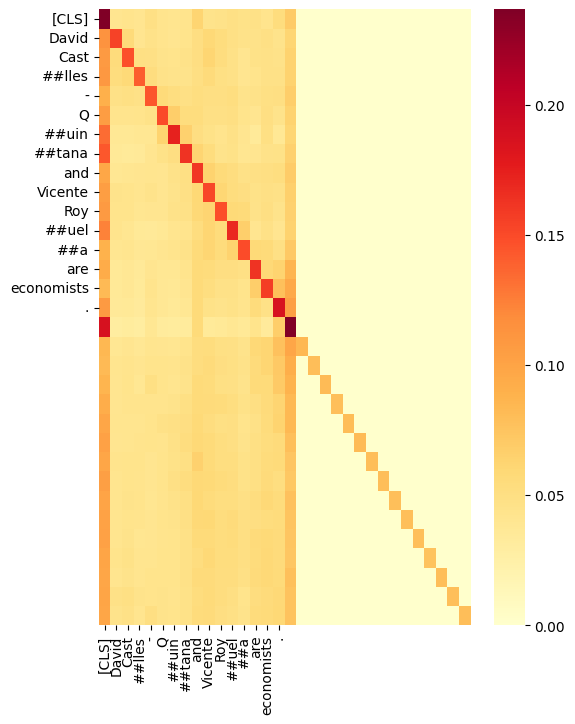 [CLS]
David
Cast
##lles
-
Q
##uin
##tana
and
Vicente
Roy
##uel
##a
are
economists
.
0.20
0.15
0.10
0.05
0.00
[CLS]
David
Cast
##lles
-
Q
##uin
##tana
and
Vicente
Roy
##uel
##a
are
economists
.